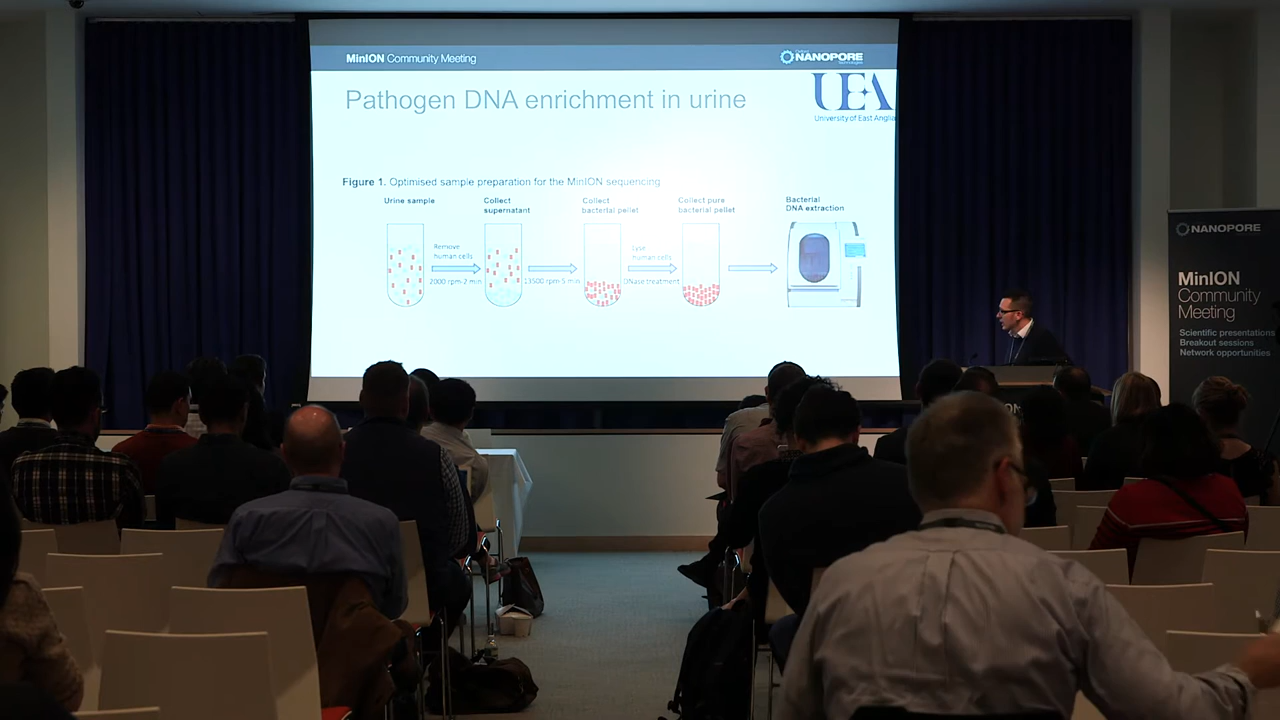 MinION Community Meeting
Oxford
NANOPORE
Technologies
UEA
University of East Anglia
Pathogen DNA enrichment in urine
Figure 1. Optimised sample preparation for the MinION sequencing
Urine sample
Collect
supernatant
Collect
bacterial pellet
Collect pure
bacterial pellet
Bacterial
DNA extraction
Remove
human cells
2000 rpm-2 min
13500 rpm-5 min
Lyse
human cells
DNase treatment
NANOPORE
MinION
Community
Meeting
Scientific presentations
Breakout sessions
Network opportunities